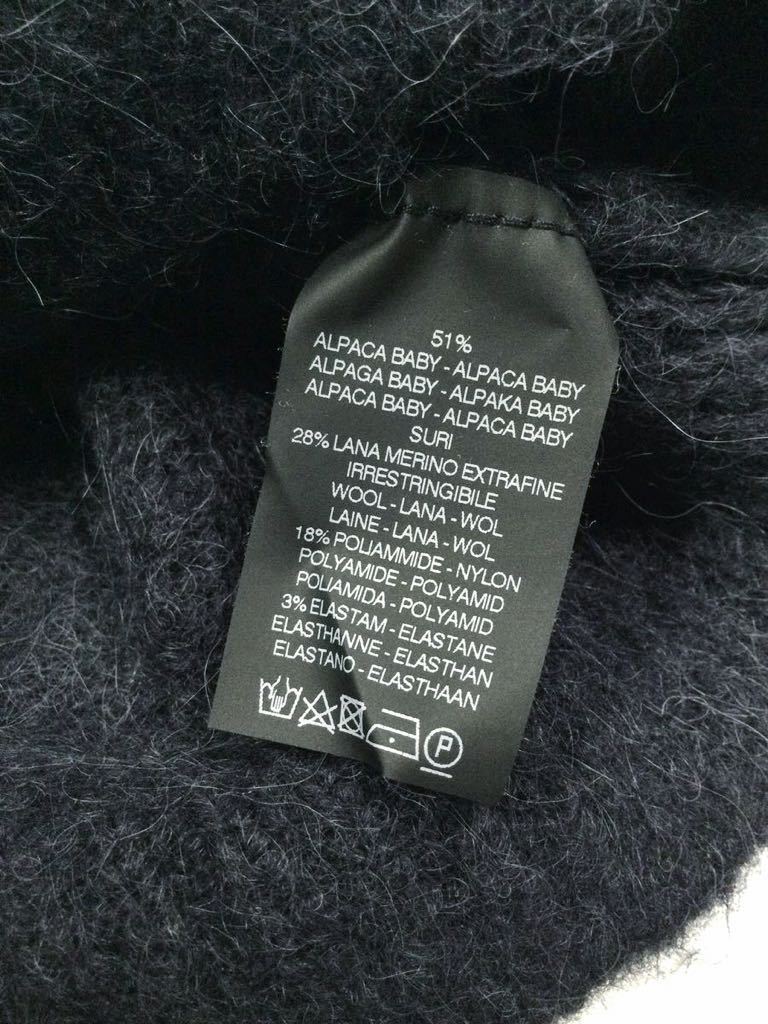 51%
ALPACA BABY - ALPACA BABY
ALPAGA BABY - ALPAKA BABY
ALPACA BABY - ALPACA BABY
SURI
28% LANA MERINO EXTRAFINE
IRRESTRINGIBILE
WOOL - LANA - WOL
LAINE - LANA - WOL
18% POLIAMMIDE - NYLON
POLYAMIDE - POLYAMID
POLIAMIDA - POLYAMID
3% ELASTAM - ELASTANE
ELASTHANNE - ELASTHAN
ELASTANO - ELASTHAAN
P